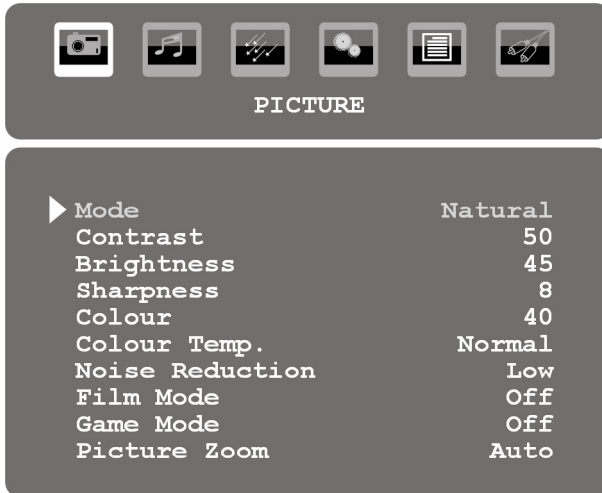 PICTURE
Mode Natural
Contrast 50
Brightness 45
Sharpness 8
Colour 40
Colour Temp. Normal
Noise Reduction Low
Film Mode Off
Game Mode Off
Picture Zoom Auto